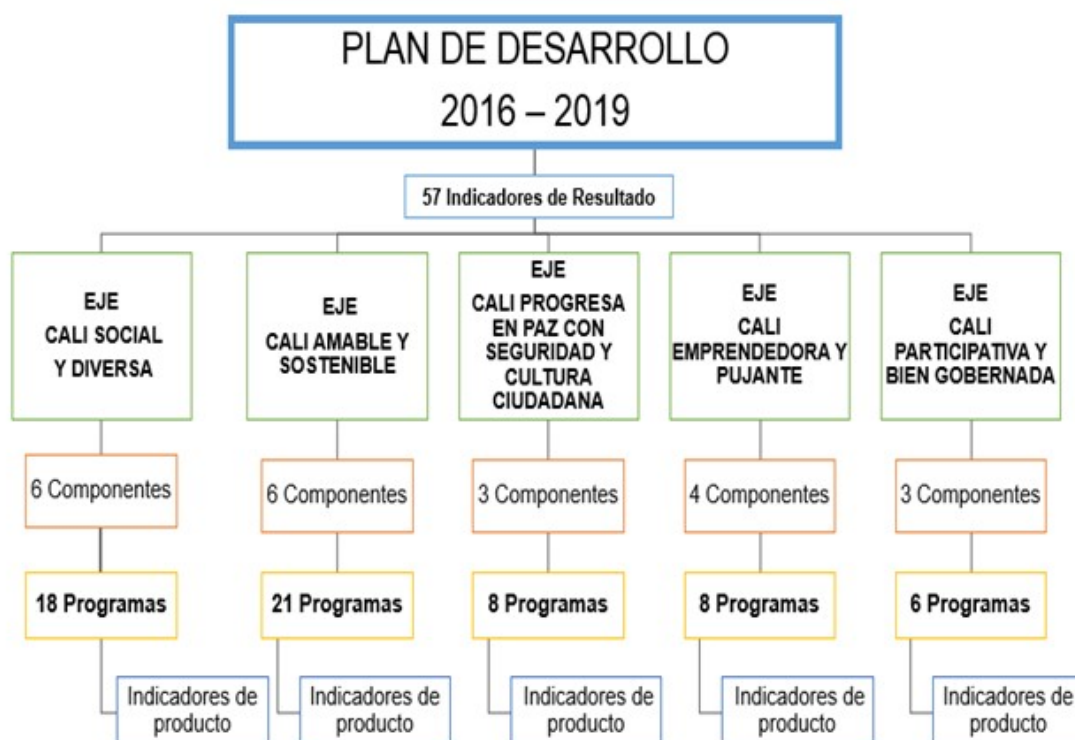 PLAN DE DESARROLLO
2016 – 2019
57 Indicadores de Resultado
EJE
CALI SOCIAL
Y DIVERSA
EJE
CALI AMABLE Y
SOSTENIBLE
EJE
CALI PROGRESA
EN PAZ CON
SEGURIDAD Y
CULTURA
CIUDADANA
EJE
CALI
EMPRENDEDORA Y
PUJANTE
EJE
CALI
PARTICIPATIVA Y
BIEN GOBERNADA
6 Componentes
6 Componentes
3 Componentes
4 Componentes
3 Componentes
18 Programas
21 Programas
8 Programas
8 Programas
6 Programas
Indicadores de
producto
Indicadores de
producto
Indicadores de
producto
Indicadores de
producto
Indicadores de
producto